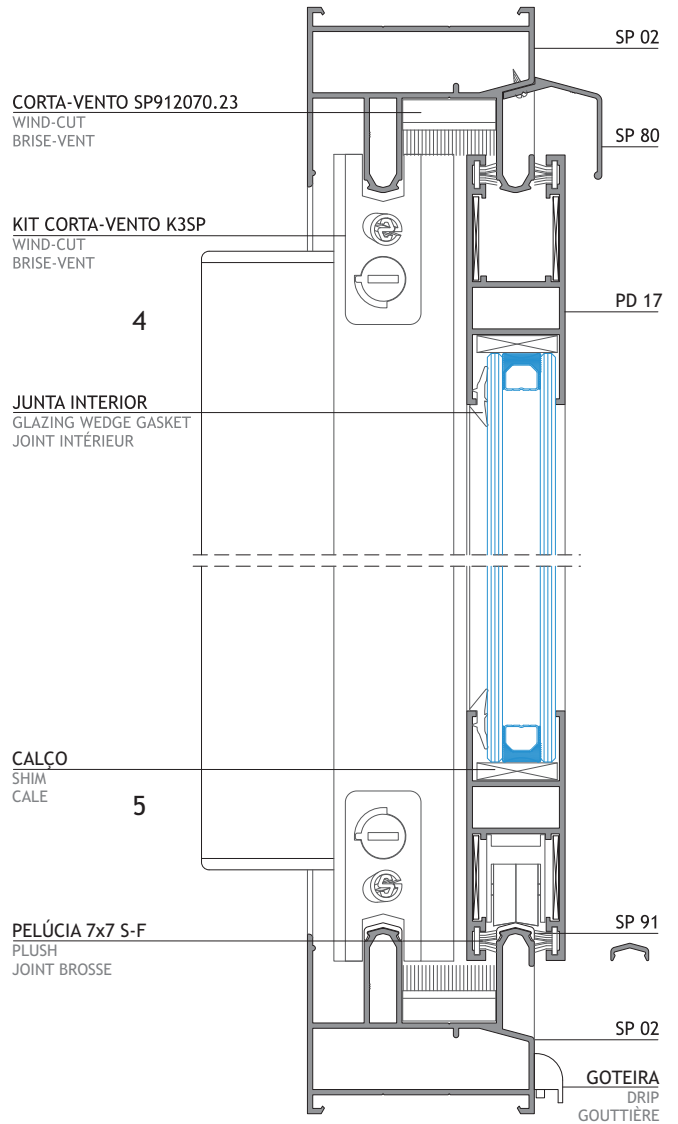 SP 02
CORTA-VENTO SP912070.23
WIND-CUT
BRISE-VENT
SP 80
KIT CORTA-VENTO K3SP
WIND-CUT
BRISE-VENT
PD 17
4
JUNTA INTERIOR
GLAZING WEDGE GASKET
JOINT INTÉRIEUR
CALÇO
SHIM
CALE
5
PELÚCIA 7x7 S-F
PLUSH
JOINT BROSSE
SP 91
SP 02
GOTEIRA
DRIP
GOUTTIÈRE